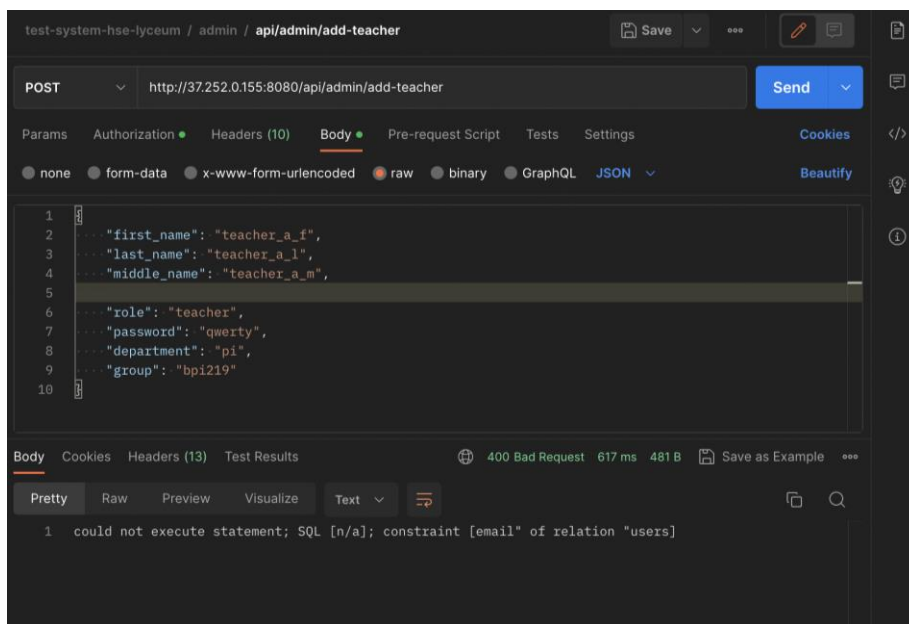 test-system-hse-lyceum / admin / api/admin/add-teacher Save
POST http://37.252.0.155:8080/api/admin/add-teacher Send
Params Authorization Headers (10) Body Pre-request Script Tests Settings Cookies
none form-data x-www-form-urlencoded raw binary GraphQL JSON Beautify
1 {
2 "first_name": "teacher_a_f",
3 "last_name": "teacher_a_l",
4 "middle_name": "teacher_a_m",
5
6 "role": "teacher",
7 "password": "qwerty",
8 "department": "pi",
9 "group": "bpi219"
10 }
Body Cookies Headers (13) Test Results 400 Bad Request 617 ms 481 B Save as Example
Pretty Raw Preview Visualize Text
1 could not execute statement; SQL [n/a]; constraint [email" of relation "users]